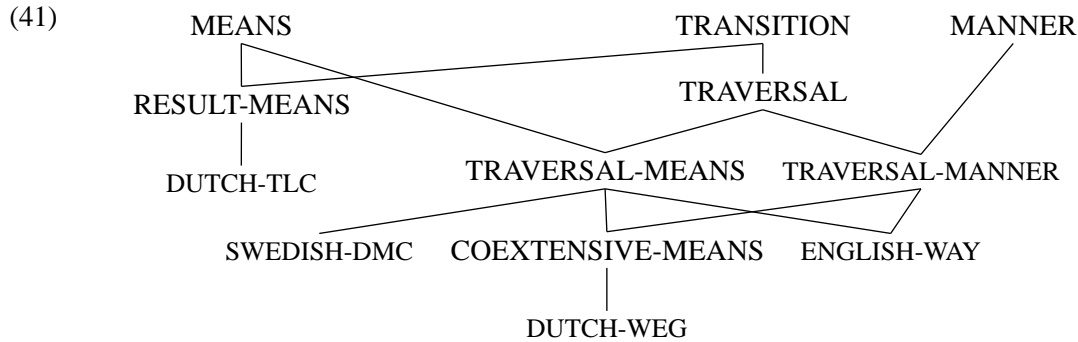 (41) MEANS TRANSITION MANNER
RESULT-MEANS TRAVERSAL
DUTCH-TLC TRAVERSAL-MEANS TRAVERSAL-MANNER
SWEDISH-DMC COEXTENSIVE-MEANS ENGLISH-WAY
DUTCH-WEG